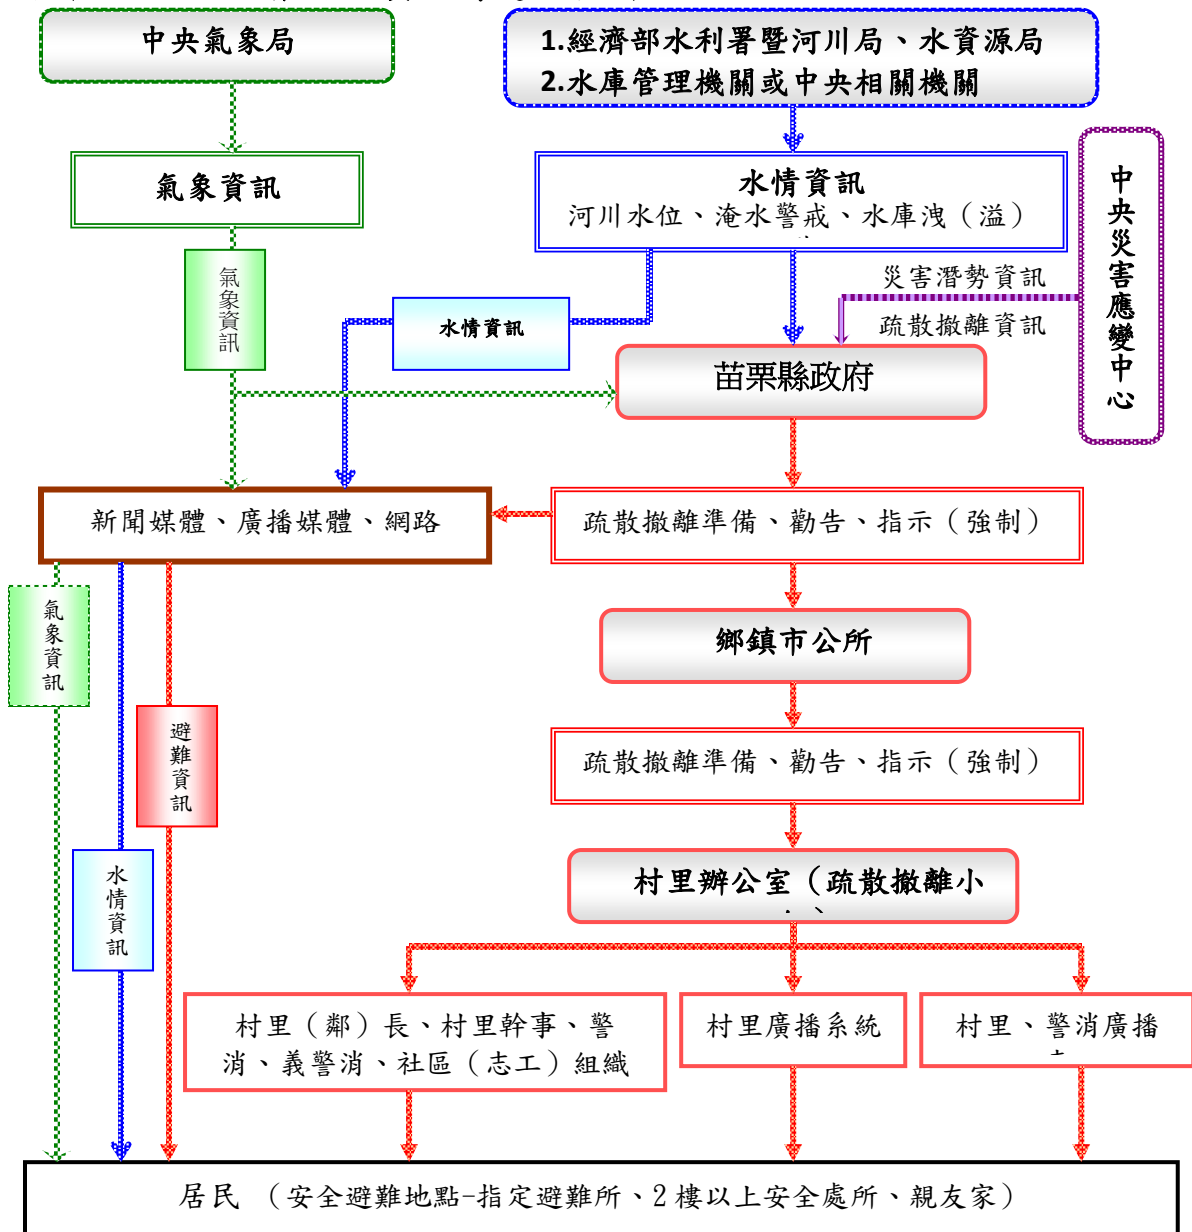 中央氣象局
1.經濟部水利署暨河川局、水資源局
2.水庫管理機關或中央相關機關
氣象資訊
水情資訊
河川水位、淹水警戒、水庫洩（溢）
中央災害應變中心
氣象資訊
水情資訊
災害潛勢資訊
疏散撤離資訊
苗栗縣政府
新聞媒體、廣播媒體、網路
疏散撤離準備、勸告、指示（強制）
氣象資訊
鄉鎮市公所
避難資訊
疏散撤離準備、勸告、指示（強制）
水情資訊
村里辦公室（疏散撤離小
村里（鄰）長、村里幹事、警
消、義警消、社區（志工）組織
村里廣播系統
村里、警消廣播
居民 （安全避難地點-指定避難所、2 樓以上安全處所、親友家）